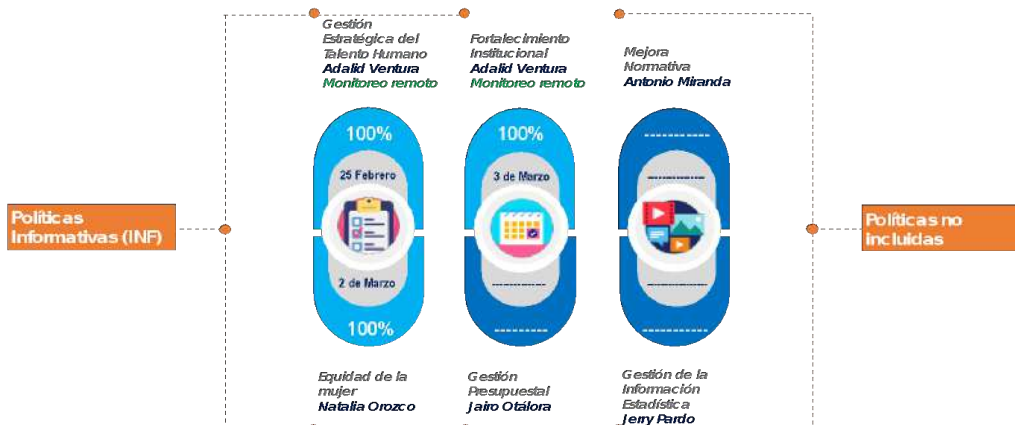 Gestión
Estratégica del
Talento Humano
Adalid Ventura
Monitoreo remoto
Fortalecimiento
Institucional
Adalid Ventura
Monitoreo remoto
Mejora
Normativa
Antonio Miranda
100%
100%
-----------
25 Febrero
3 de Marzo
------------
Políticas
Informativas (INF)
Políticas no
incluidas
2 de Marzo
-----------
------------
100%
---------
-----------
Equidad de la
mujer
Natalia Orozco
Gestión
Presupuestal
Jairo Otálora
Gestión de la
Información
Estadística
Jerry Pardo